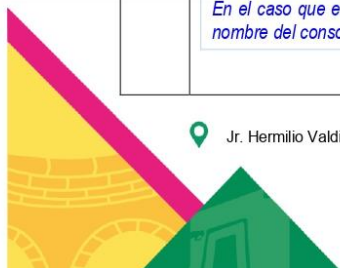 En el caso que e
nombre del conso
Jr. Hermilio Valdi